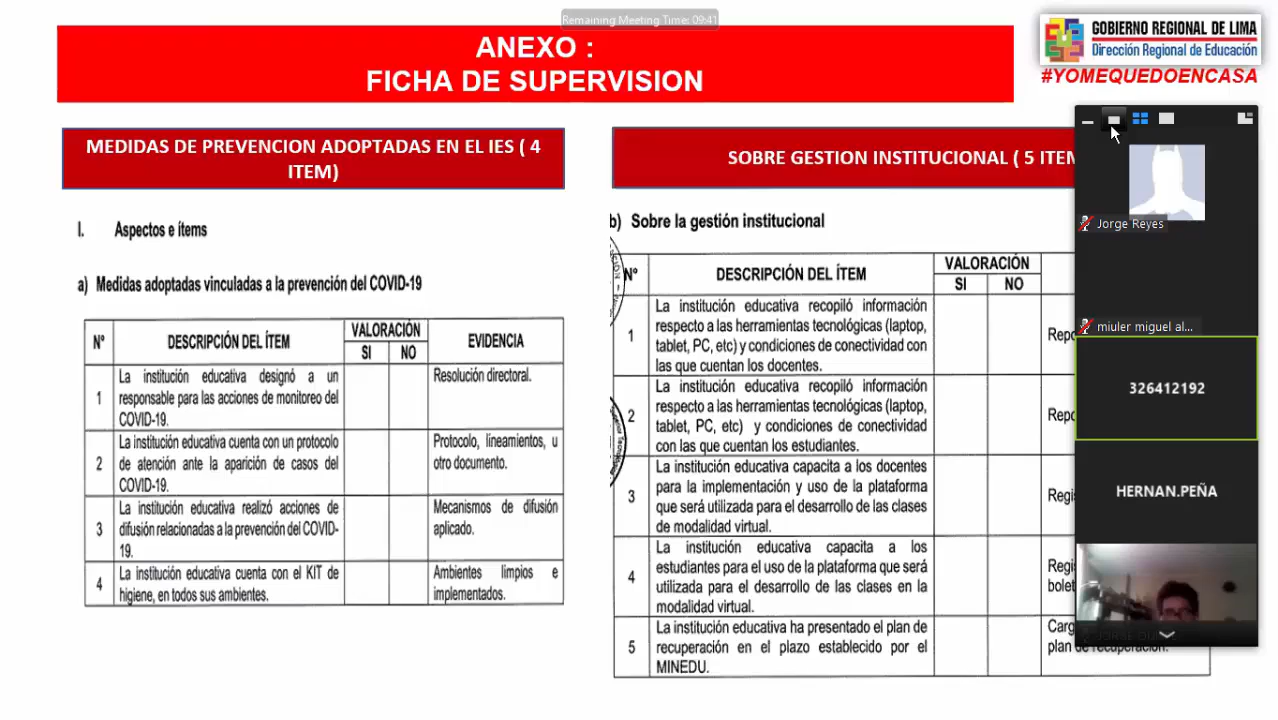 Remaining Meeting Time: 09:41
ANEXO :
FICHA DE SUPERVISION
GOBIERNO REGIONAL DE LIMA
Dirección Regional de Educación
#YOMEQUEDOENCASA
MEDIDAS DE PREVENCION ADOPTADAS EN EL IES ( 4
ITEM)
I. Aspectos e ítems
a) Medidas adoptadas vinculadas a la prevención del COVID-19
N° DESCRIPCIÓN DEL ÍTEM VALORACIÓN EVIDENCIA
SI NO
1 La institución educativa designó a un Resolución directoral.
responsable para las acciones de monitoreo del
COVID-19.
2 La institución educativa cuenta con un protocolo Protocolo, líneamientos, u
de atención ante la aparición de casos del otro documento.
COVID-19.
3 La institución educativa realizó acciones de Mecanismos de difusión
difusión relacionadas a la prevención del COVID- aplicado.
19.
4 La institución educativa cuenta con el KIT de Ambientes limpios e
higiene, en todos sus ambientes. implementados.
SOBRE GESTION INSTITUCIONAL ( 5 ITEM
b) Sobre la gestión institucional
N° DESCRIPCIÓN DEL ÍTEM VALORACIÓN
SI NO
1 La institución educativa recopiló información
respecto a las herramientas tecnológicas (laptop,
tablet, PC, etc) y condiciones de conectividad con Repo
las que cuentan los docentes.
2 La institución educativa recopiló información
respecto a las herramientas tecnológicas (laptop,
tablet, PC, etc) y condiciones de conectividad Repo
con las que cuentan los estudiantes.
3 La institución educativa capacita a los docentes
para la implementación y uso de la plataforma Regis
que será utilizada para el desarrollo de las clases
de modalidad virtual.
4 La institución educativa capacita a los
estudiantes para el uso de la plataforma que será Regis
utilizada para el desarrollo de las clases en la bolet
modalidad virtual.
5 La institución educativa ha presentado el plan de Carg
recuperación en el plazo establecido por el plan de recuperación.
MINEDU.
Jorge Reyes
miuler miguel al...
326412192
HERNAN.PEÑA